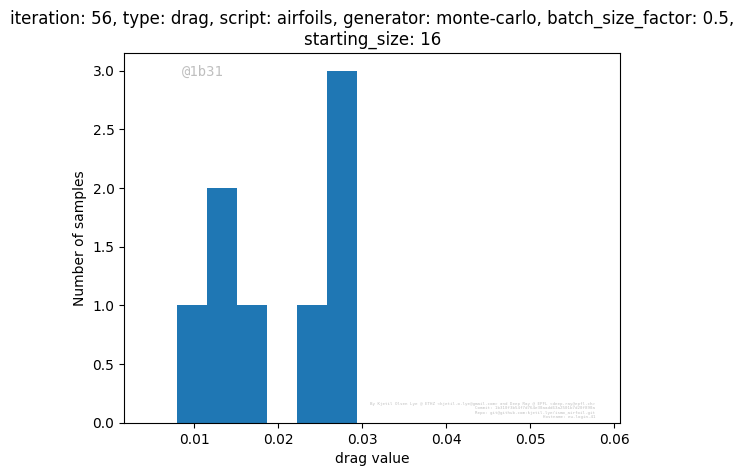 iteration: 56, type: drag, script: airfoils, generator: monte-carlo, batch_size_factor: 0.5,
starting_size: 16
@1b31
3.0
2.5
2.0
1.5
1.0
0.5
0.0
Number of samples
0.01
0.02
0.03
0.04
0.05
0.06
drag value